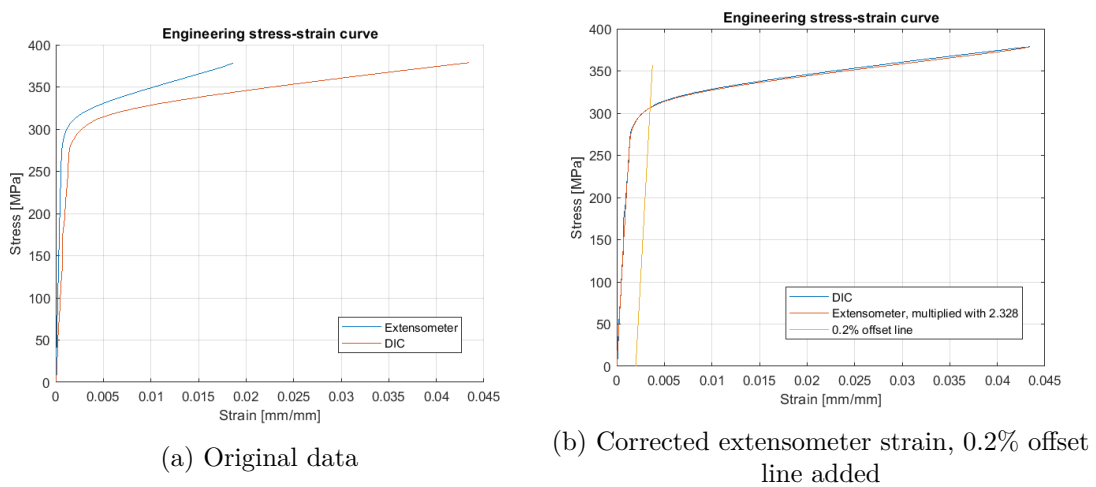 Engineering stress-strain curve
400
350
300
250
200
150
100
50
0
Stress [MPa]
0 0.005 0.01 0.015 0.02 0.025 0.03 0.035 0.04 0.045
Strain [mm/mm]
Extensometer
DIC
(a) Original data
Engineering stress-strain curve
400
350
300
250
200
150
100
50
0
Stress [MPa]
0 0.005 0.01 0.015 0.02 0.025 0.03 0.035 0.04 0.045
Strain [mm/mm]
DIC
Extensometer, multiplied with 2.328
0.2% offset line
(b) Corrected extensometer strain, 0.2% offset
line added